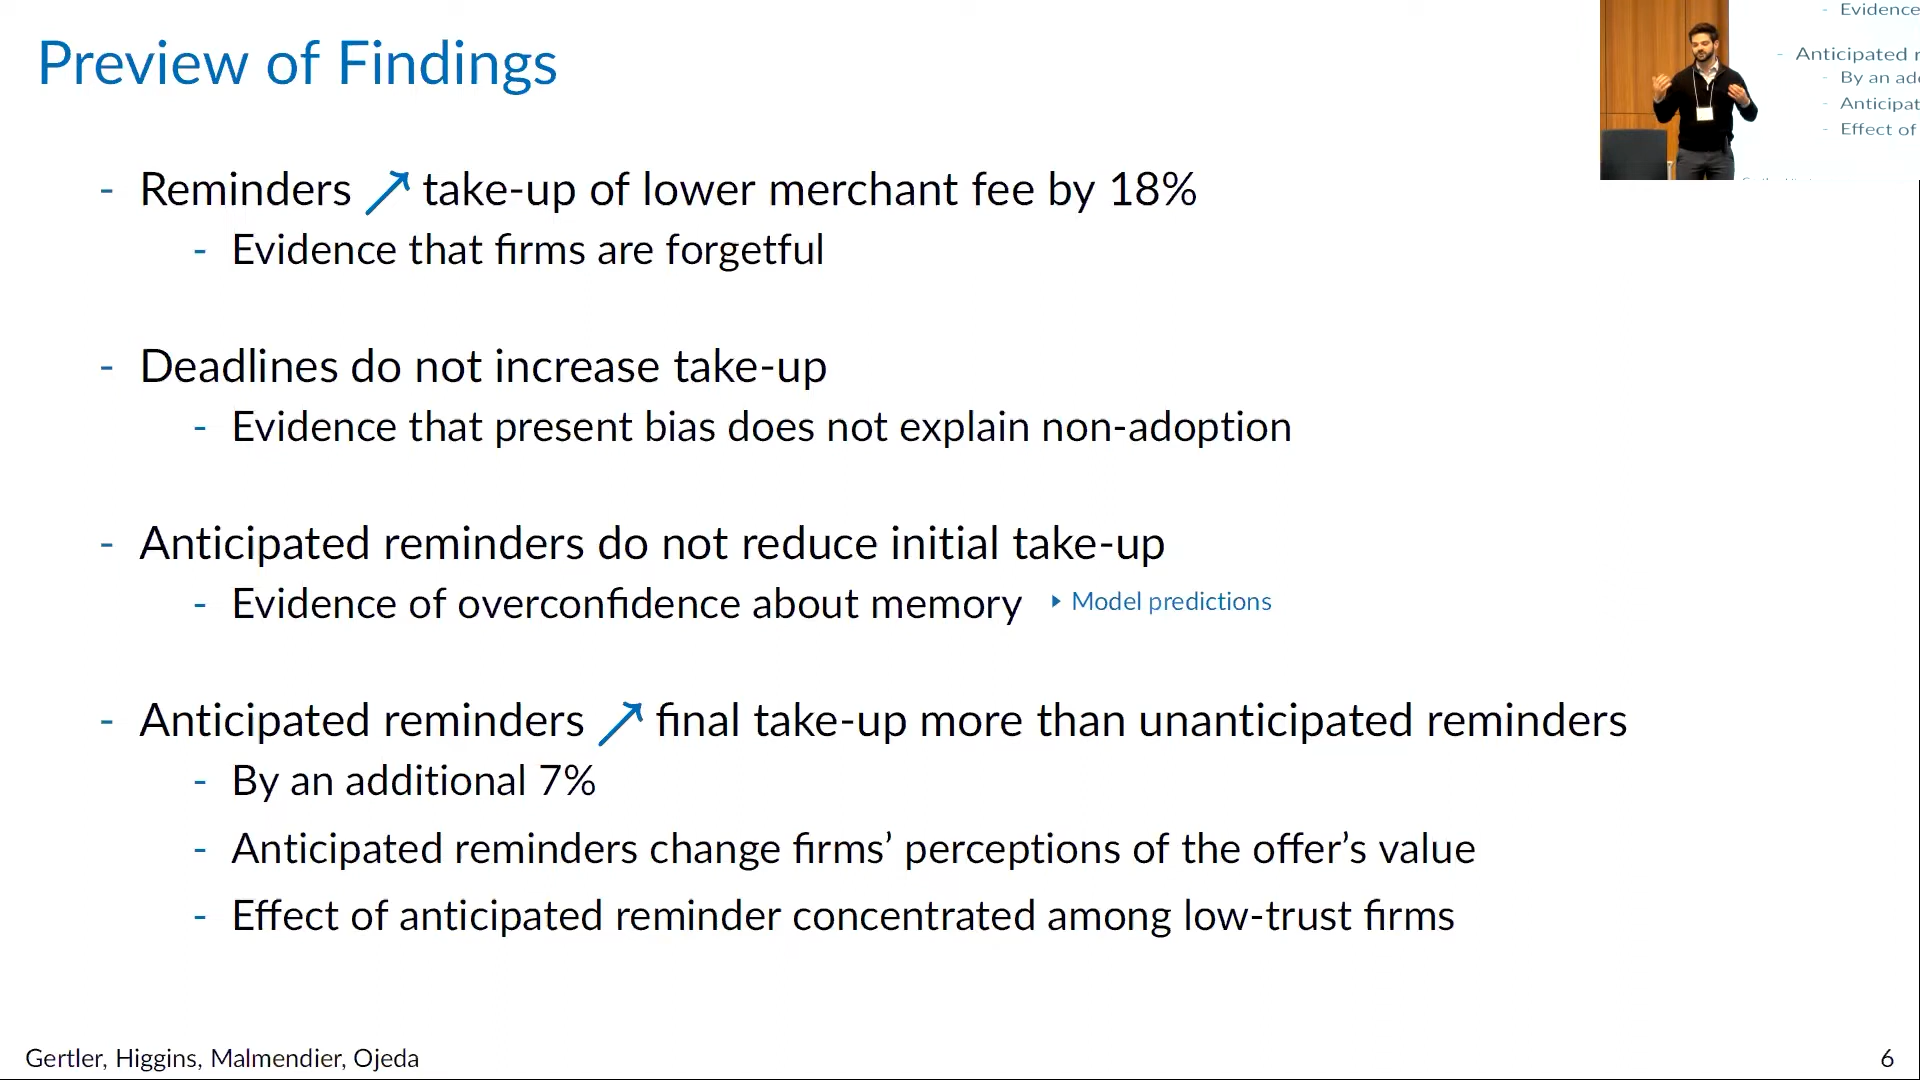 Preview of Findings
- Reminders ↗ take-up of lower merchant fee by 18%
- Evidence that firms are forgetful
- Deadlines do not increase take-up
- Evidence that present bias does not explain non-adoption
- Anticipated reminders do not reduce initial take-up
- Evidence of overconfidence about memory ▸ Model predictions
- Anticipated reminders ↗ final take-up more than unanticipated reminders
- By an additional 7%
- Anticipated reminders change firms’ perceptions of the offer’s value
- Effect of anticipated reminder concentrated among low-trust firms
Gertler, Higgins, Malmendier, Ojeda
6
- Evidence
- Anticipated r
- By an ad
- Anticipat
- Effect of